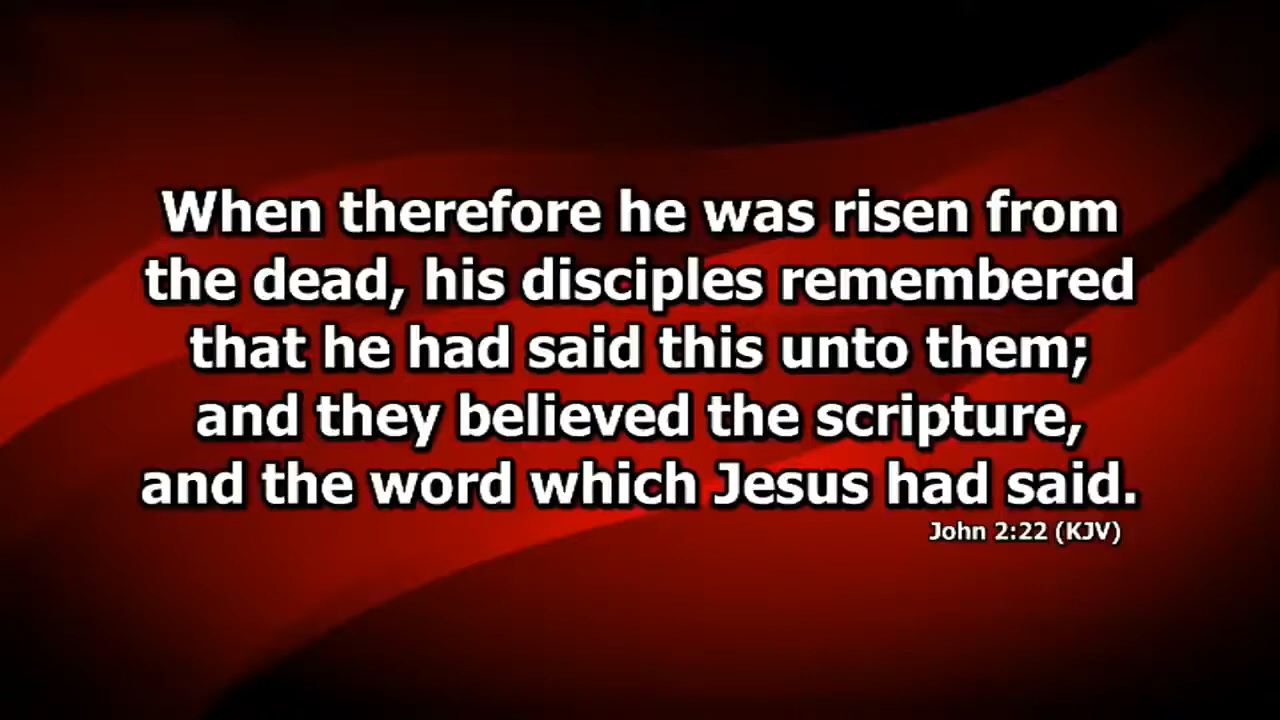 When therefore he was risen from
the dead, his disciples remembered
that he had said this unto them;
and they believed the scripture,
and the word which Jesus had said.
John 2:22 (KJV)